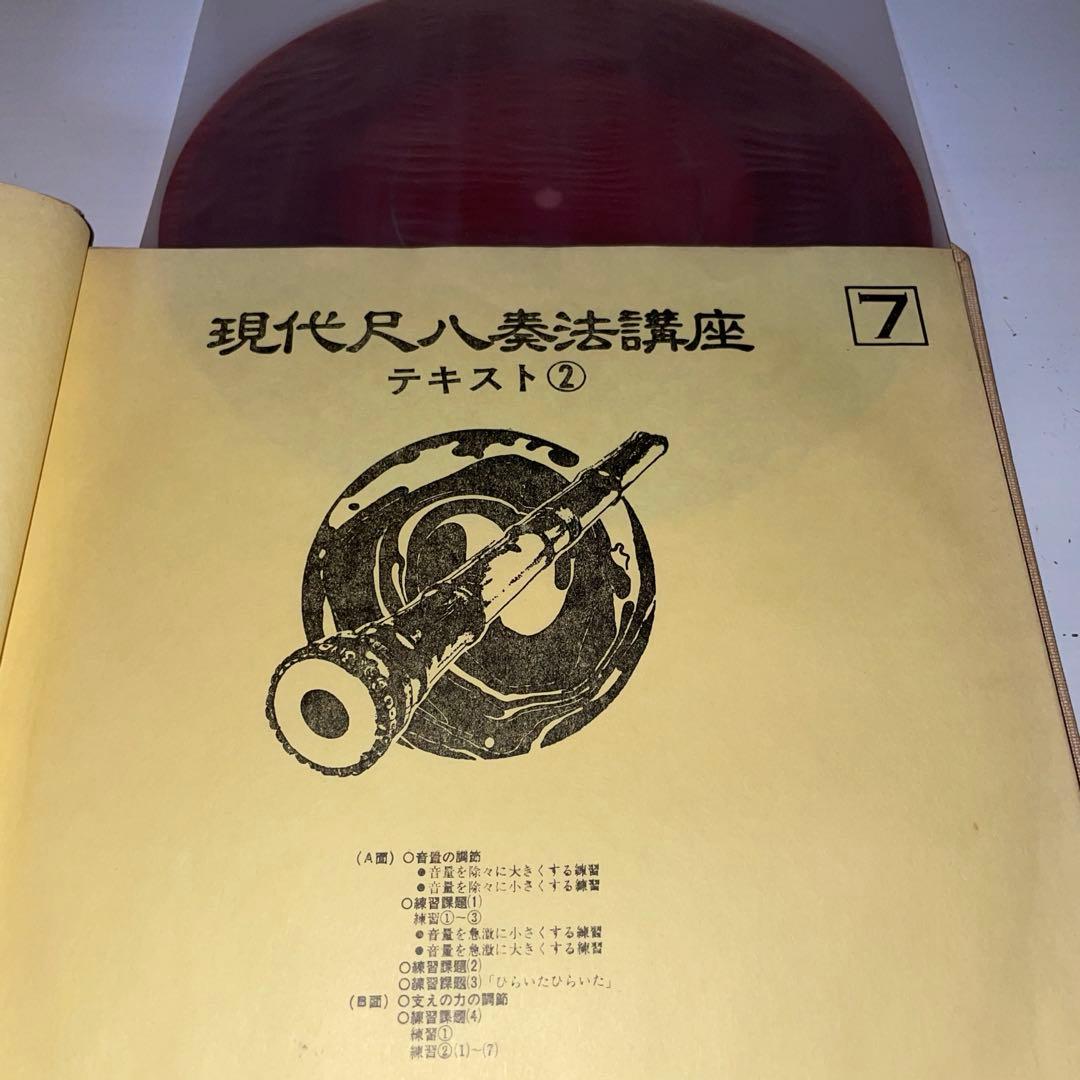 現代尺八奏法講座
7
テキスト②
(A面) ○音量の調節
●音量を除々に大きくする練習
●音量を除々に小さくする練習
○練習課題(1)
練習①〜③
●音量を急激に小さくする練習
●音量を急激に大きくする練習
○練習課題(2)
○練習課題(3)「ひらいたひらいた」
(B面) ○支えの力の調節
○練習課題(4)
練習①
練習②(1)〜(7)